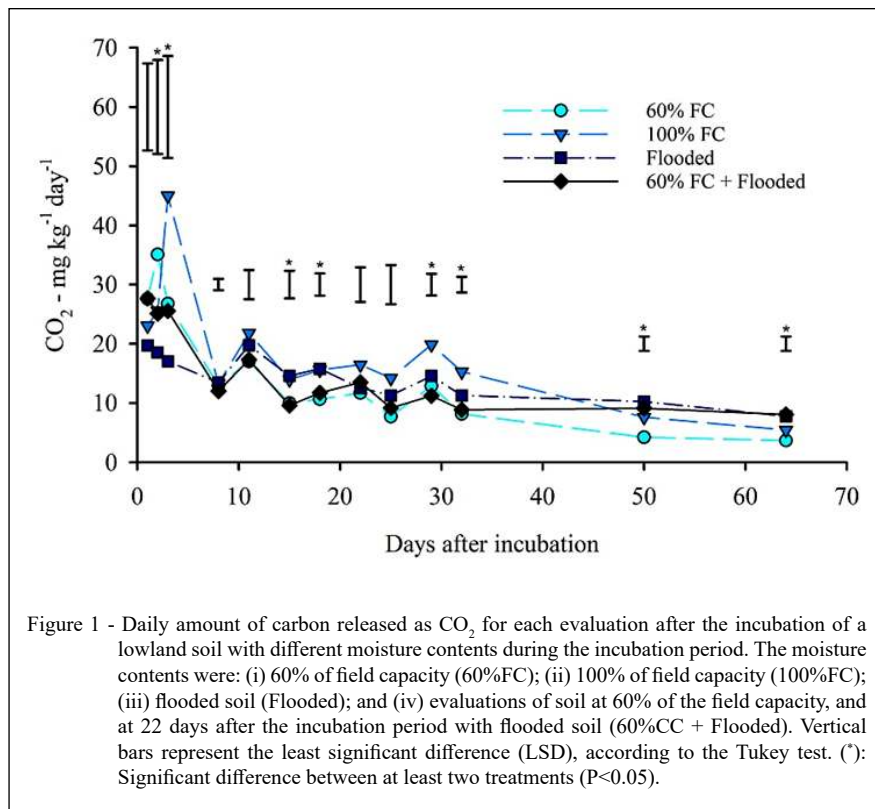 70
60
50
40
30
20
10
0
CO₂ - mg kg⁻¹ day⁻¹
* *
* *
* *
*
*
60% FC
100% FC
Flooded
60% FC + Flooded
0 10 20 30 40 50 60 70
Days after incubation
Figure 1 - Daily amount of carbon released as CO₂ for each evaluation after the incubation of a
lowland soil with different moisture contents during the incubation period. The moisture
contents were: (i) 60% of field capacity (60%FC); (ii) 100% of field capacity (100%FC);
(iii) flooded soil (Flooded); and (iv) evaluations of soil at 60% of the field capacity, and
at 22 days after the incubation period with flooded soil (60%CC + Flooded). Vertical
bars represent the least significant difference (LSD), according to the Tukey test. (*):
Significant difference between at least two treatments (P<0.05).